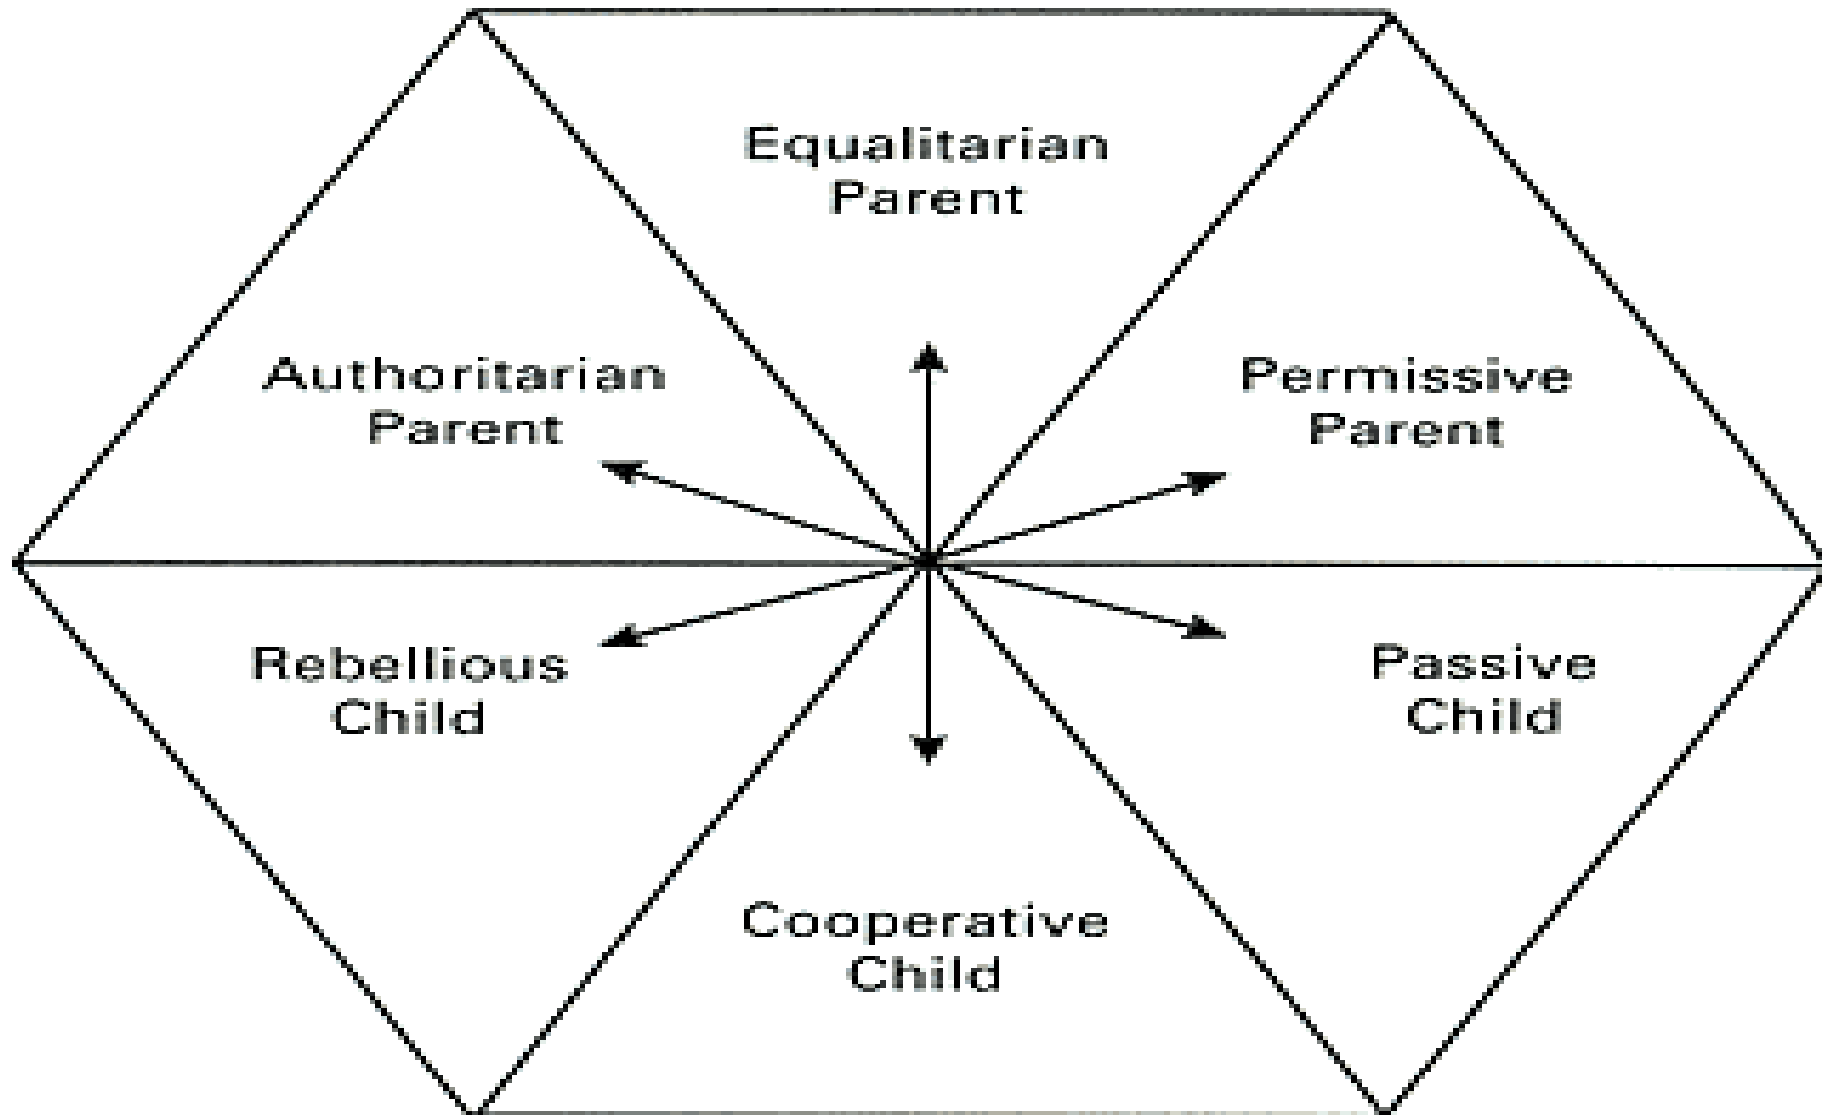 Equalitarian
Parent
Authoritarian
Parent
Permissive
Parent
Rebellious
Child
Passive
Child
Cooperative
Child